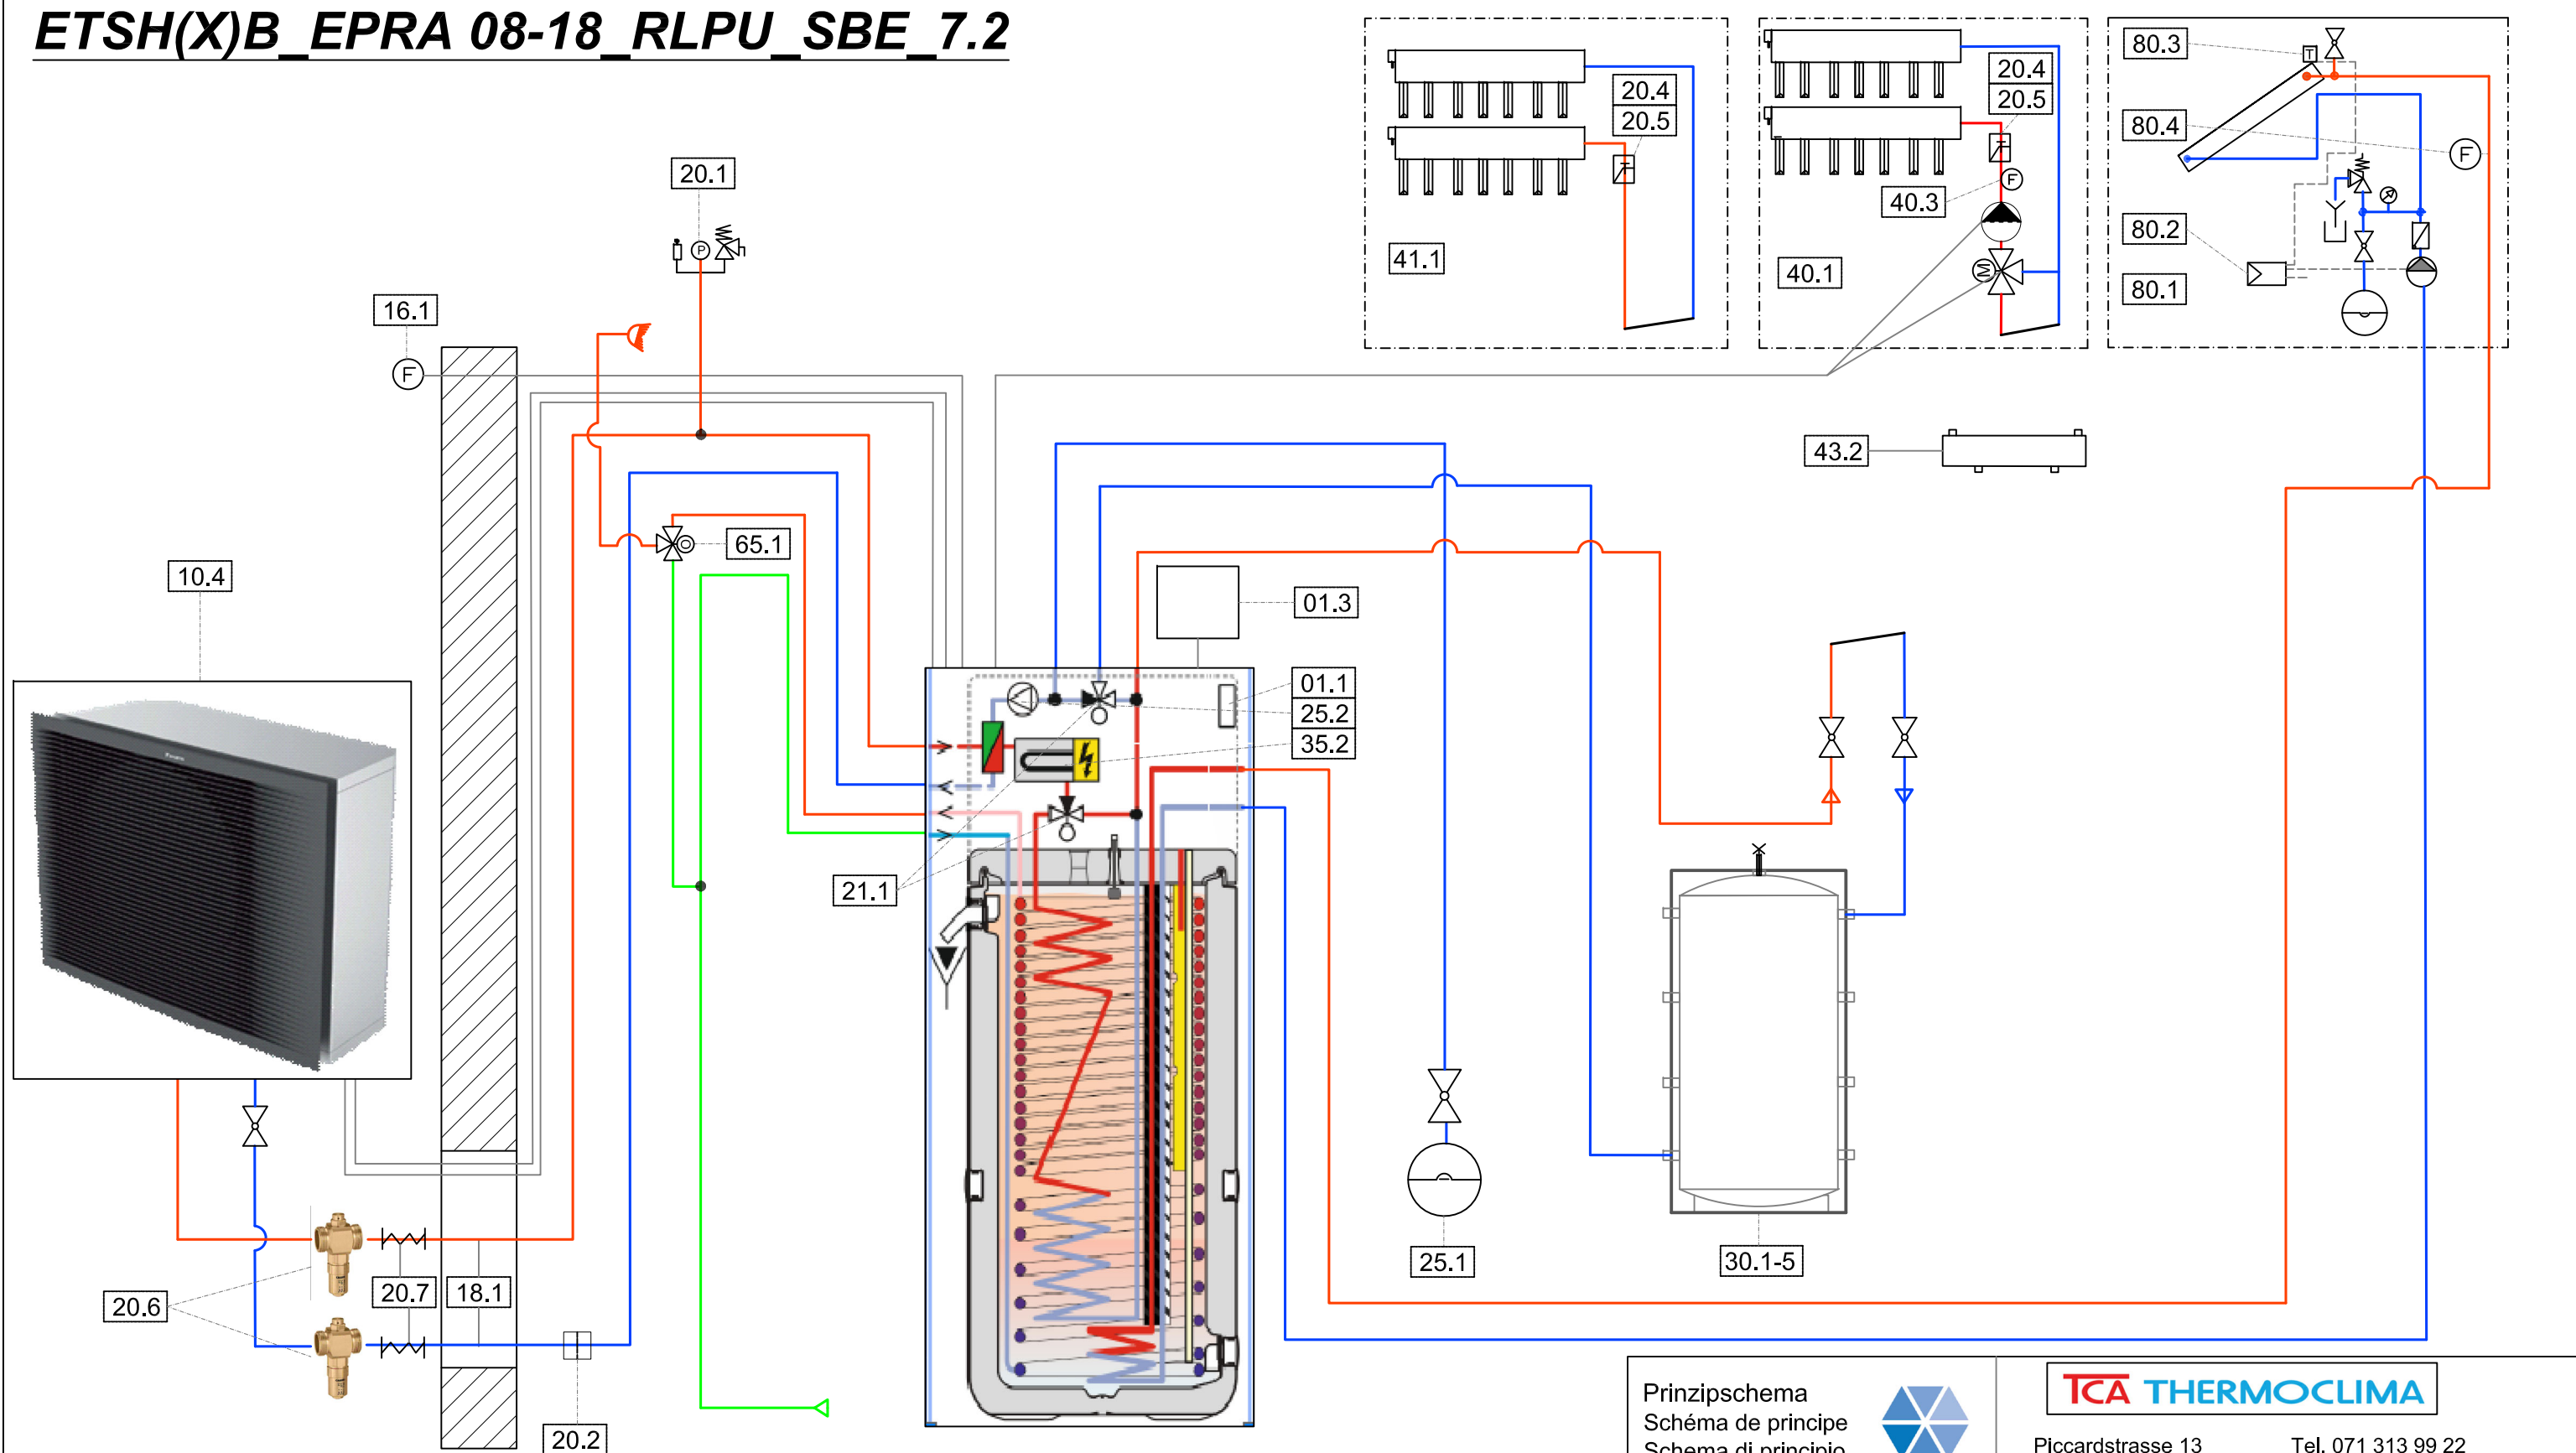 ETSH(X)B_EPRA 08-18_RLPU_SBE_7.2
20.4
20.5
41.1
20.4
20.5
40.3
40.1
M
F
80.3
T
80.4
F
80.2
80.1
20.1
P
16.1
F
43.2
65.1
10.4
01.3
01.1
25.2
35.2
21.1
20.6
20.7
18.1
20.2
25.1
30.1-5
Prinzipschema
Schéma de principe
Schema di principio
TCA THERMOCLIMA
Piccardstrasse 13
Tel. 071 313 99 22